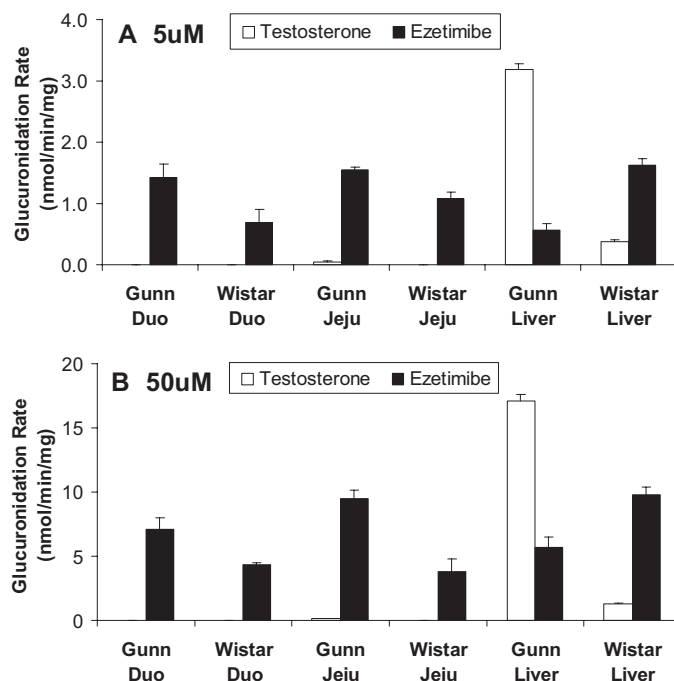 A 5uM
Testosterone Ezetimibe
Glucuronidation Rate
(nmol/min/mg)
4.0
3.0
2.0
1.0
0.0
Gunn Wistar Gunn Wistar Gunn Wistar
Duo Duo Jeju Jeju Liver Liver
B 50uM
Testosterone Ezetimibe
Glucuronidation Rate
(nmol/min/mg)
20
15
10
5
0
Gunn Wistar Gunn Wistar Gunn Wistar
Duo Duo Jeju Jeju Liver Liver